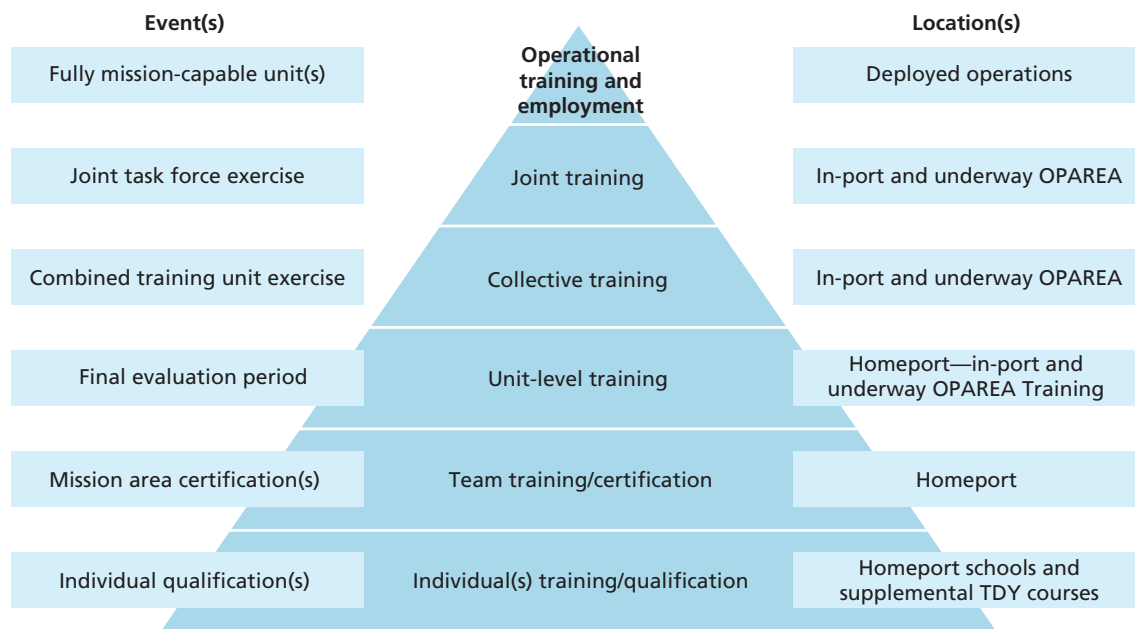 Event(s)
Location(s)
Fully mission-capable unit(s)
Operational
training and
employment
Deployed operations
Joint task force exercise
Joint training
In-port and underway OPAREA
Combined training unit exercise
Collective training
In-port and underway OPAREA
Final evaluation period
Unit-level training
Homeport—in-port and
underway OPAREA Training
Mission area certification(s)
Team training/certification
Homeport
Individual qualification(s)
Individual(s) training/qualification
Homeport schools and
supplemental TDY courses